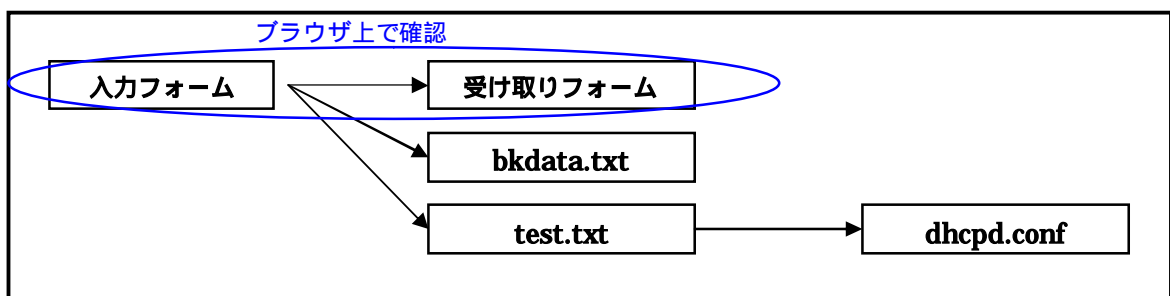 ブラウザ上で確認
入力フォーム
受け取りフォーム
bkdata.txt
test.txt
dhcpd.conf